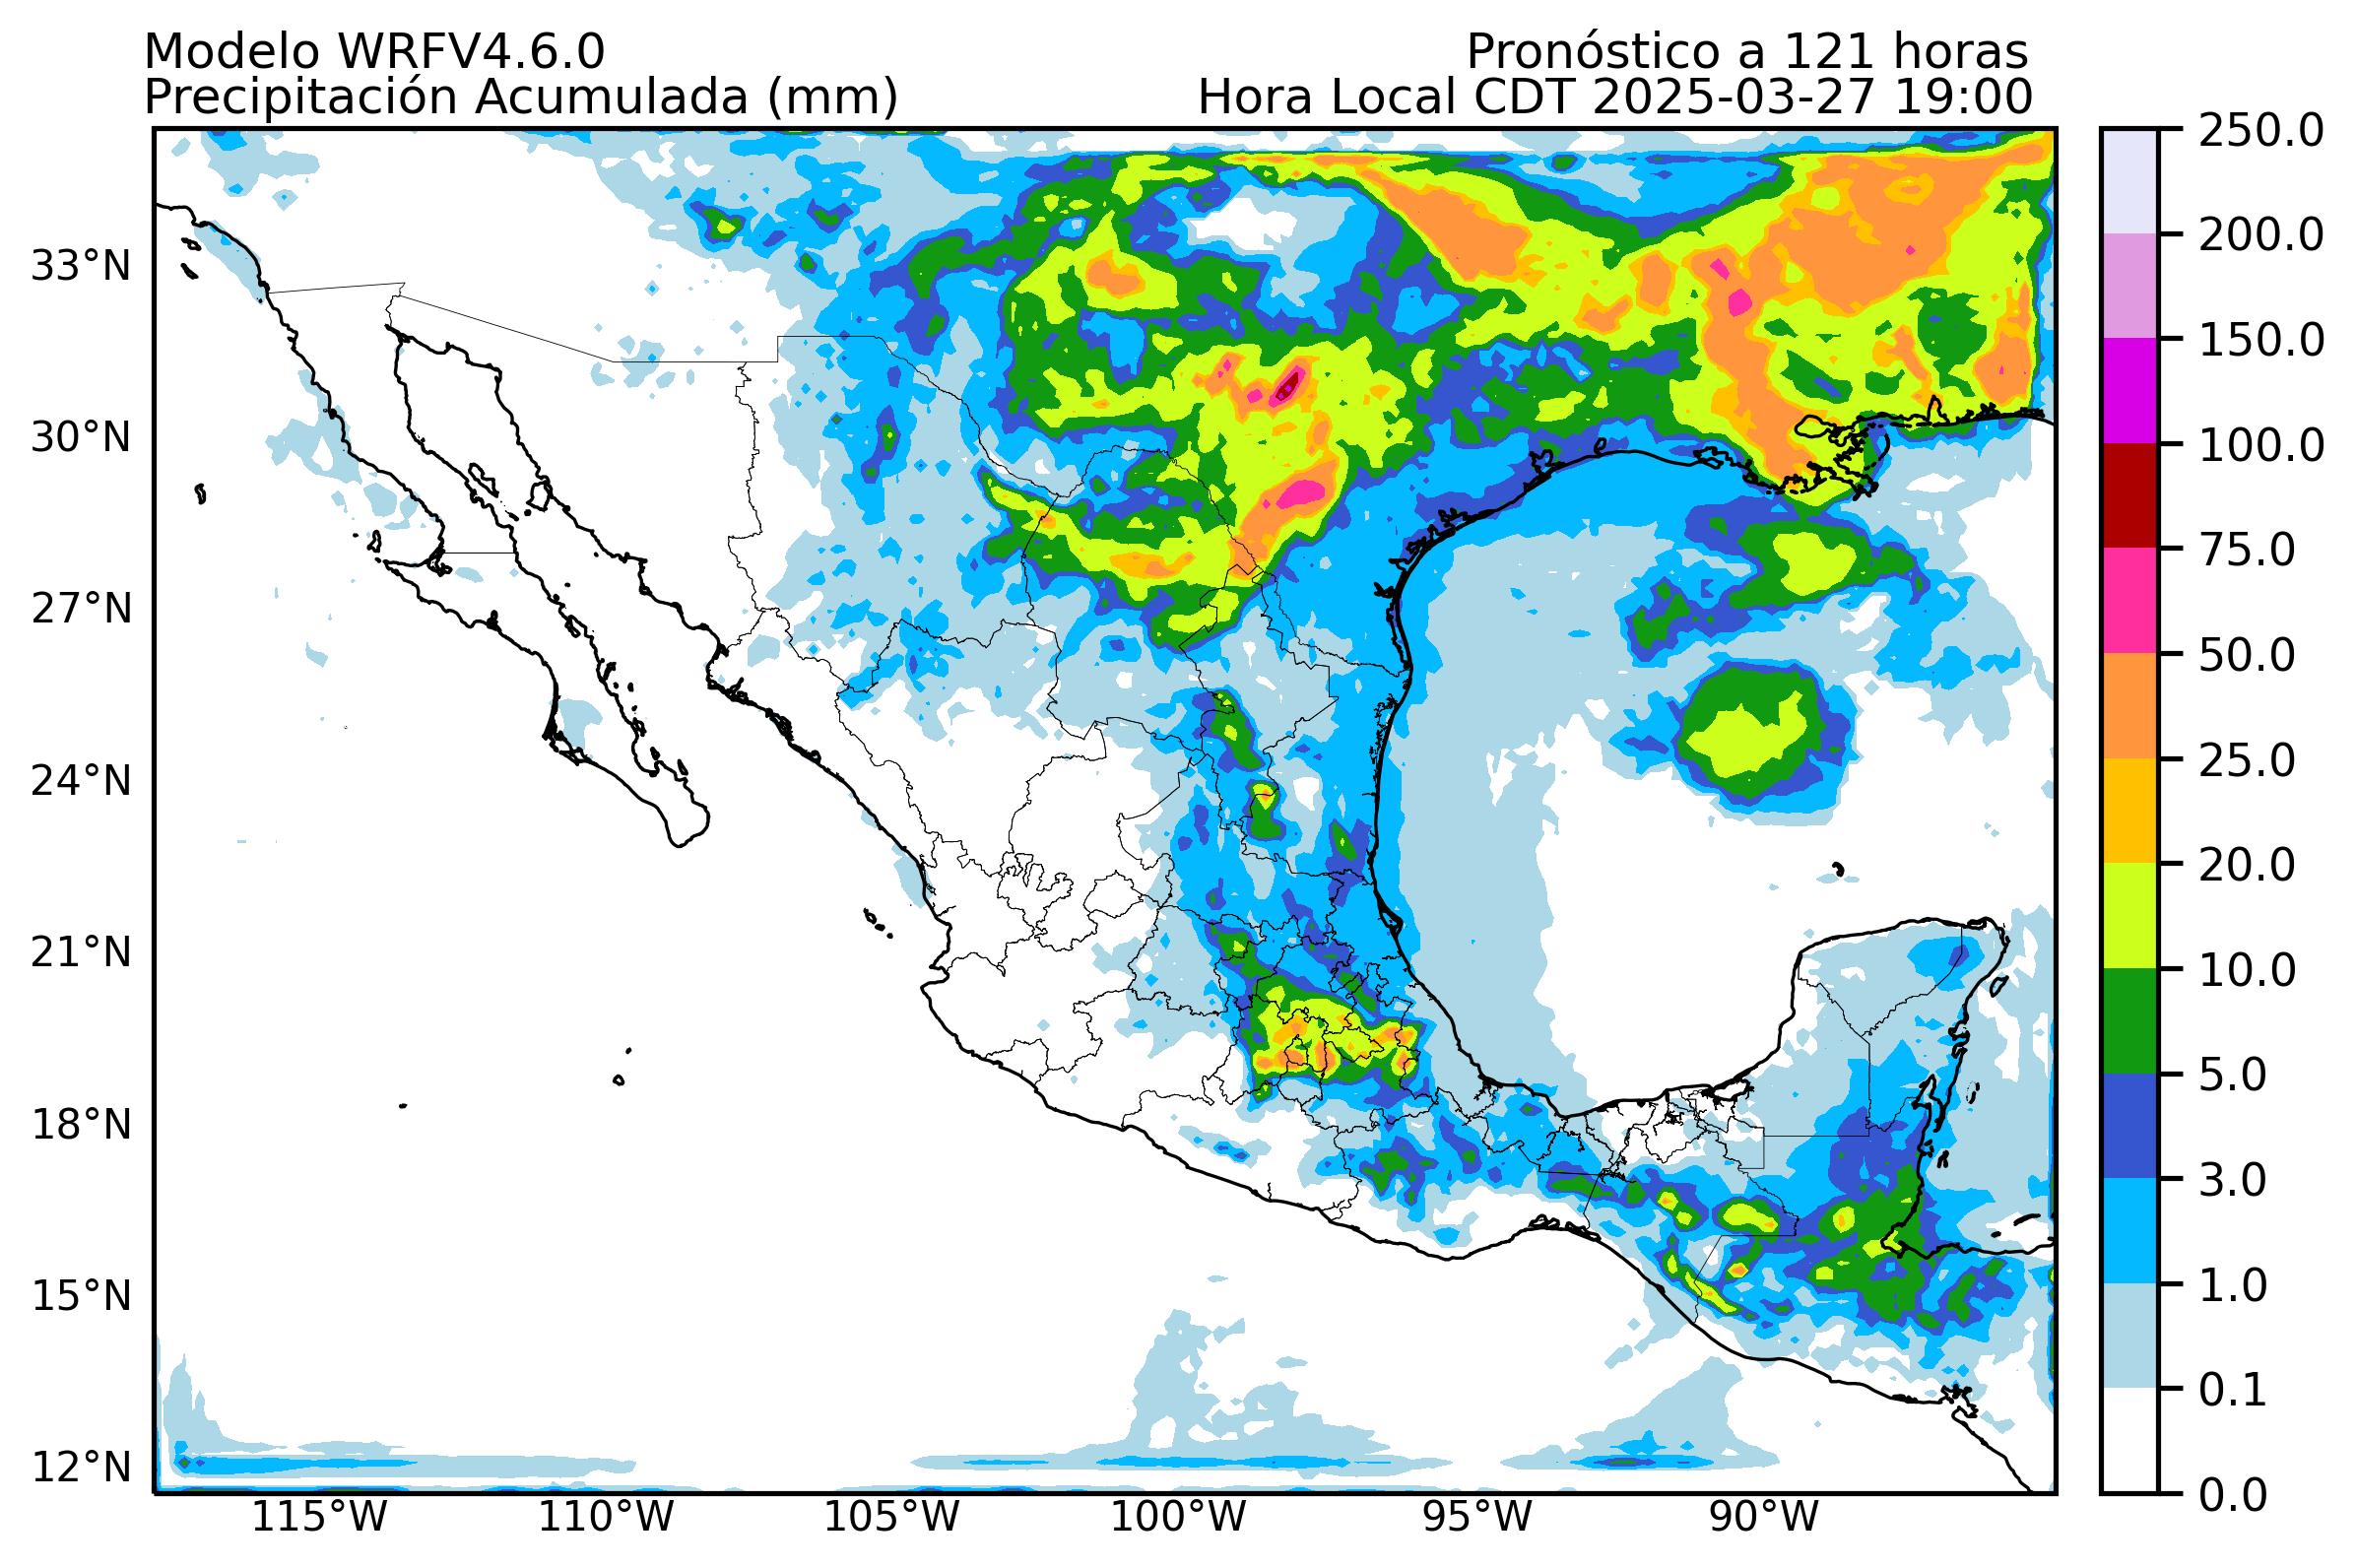 Modelo WRFV4.6.0
Pronóstico a 121 horas
Precipitación Acumulada (mm)
Hora Local CDT 2025-03-27 19:00
33°N
30°N
27°N
24°N
21°N
18°N
15°N
12°N
115°W
110°W
105°W
100°W
95°W
90°W
250.0
200.0
150.0
100.0
75.0
50.0
25.0
20.0
10.0
5.0
3.0
1.0
0.1
0.0